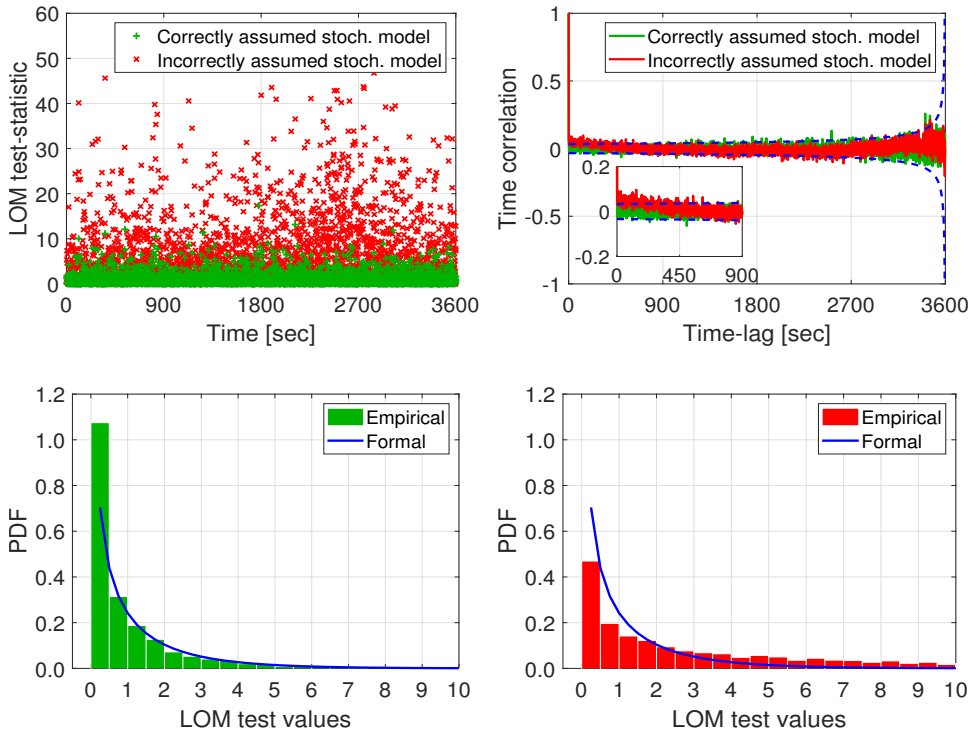 LOM test-statistic
60
50
40
30
20
10
0
Correctly assumed stoch. model
Incorrectly assumed stoch. model
0 900 1800 2700 3600
Time [sec]
Time correlation
1
0.5
0
-0.5
-1
Correctly assumed stoch. model
Incorrectly assumed stoch. model
0.2
0
-0.2
0 450 900
0 900 1800 2700 3600
Time-lag [sec]
PDF
1.2
1.0
0.8
0.6
0.4
0.2
0.0
Empirical
Formal
0 1 2 3 4 5 6 7 8 9 10
LOM test values
PDF
1.2
1.0
0.8
0.6
0.4
0.2
0.0
Empirical
Formal
0 1 2 3 4 5 6 7 8 9 10
LOM test values